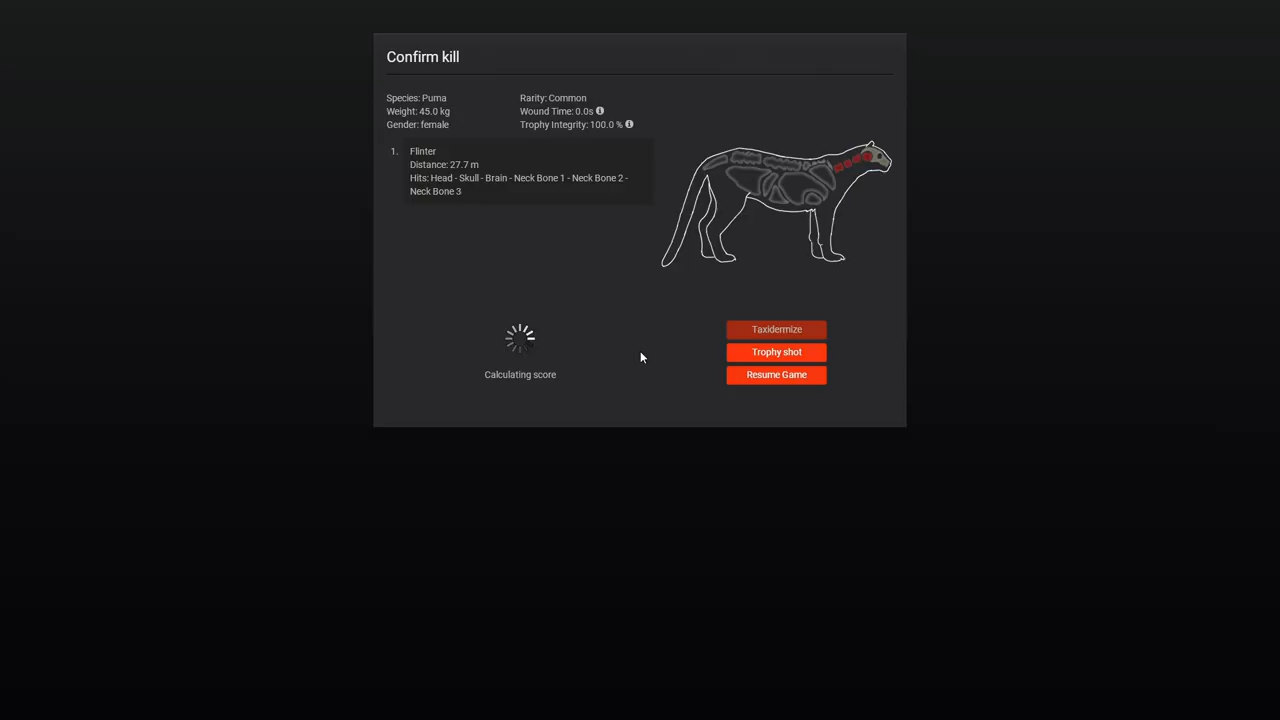 Confirm kill
Species: Puma
Rarity: Common
Weight: 45.0 kg
Wound Time: 0.0s
Gender: female
Trophy Integrity: 100.0 %
1. Flinter
Distance: 27.7 m
Hits: Head - Skull - Brain - Neck Bone 1 - Neck Bone 2 -
Neck Bone 3
Taxidermize
Trophy shot
Calculating score
Resume Game